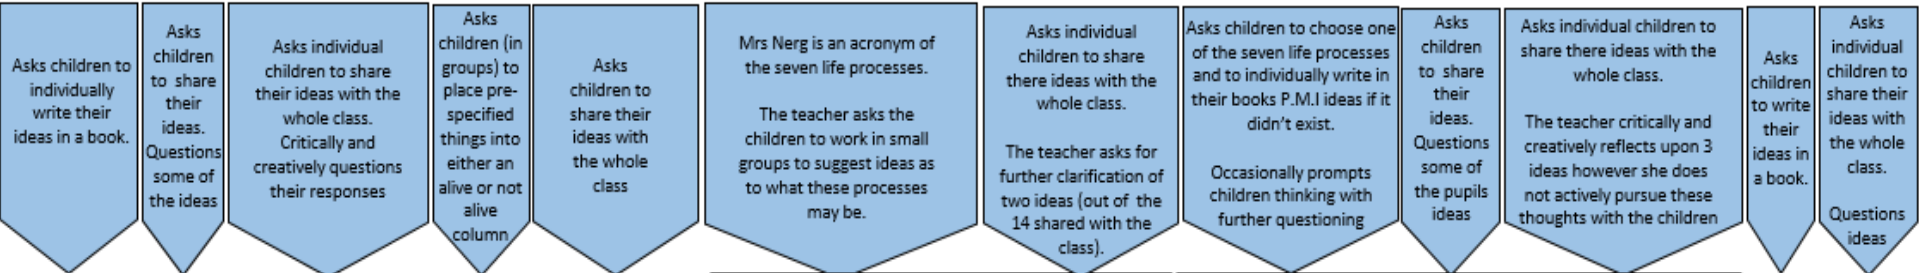 Asks children to
individually
write their
ideas in a book.
Asks
children
to share
their
ideas.
Questions
some of
the ideas
Asks individual
children to share
their ideas with the
whole class.
Critically and
creatively questions
their responses
Asks
children (in
groups) to
place pre-
specified
things into
either an
alive or not
alive
column
Asks
children to
share their
ideas with
the whole
class
Mrs Nerg is an acronym of
the seven life processes.
The teacher asks the
children to work in small
groups to suggest ideas as
to what these processes
may be.
Asks individual
children to share
there ideas with the
whole class.
The teacher asks for
further clarification of
two ideas (out of the
14 shared with the
class).
Asks children to choose one
of the seven life processes
and to individually write in
their books P.M.I ideas if it
didn't exist.
Occasionally prompts
children thinking with
further questioning
Asks
children
to share
their
ideas.
Questions
some of
the pupils
ideas
Asks individual children to
share there ideas with the
whole class.
The teacher critically and
creatively reflects upon 3
ideas however she does
not actively pursue these
thoughts with the children
Asks
children
to write
their
ideas in
a book.
Asks
individual
children to
share their
ideas with
the whole
class.
Questions
ideas